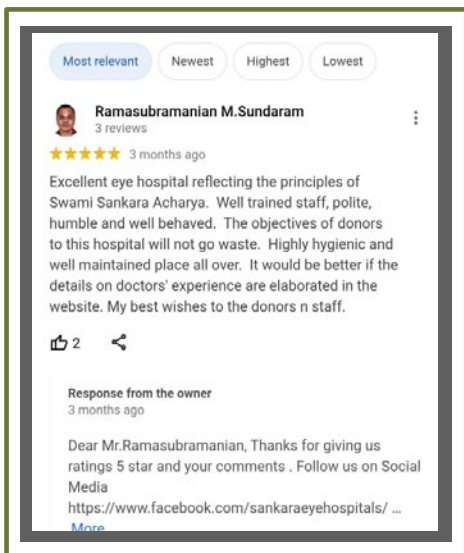 Most relevant Newest Highest Lowest
Ramasubramanian M.Sundaram
3 reviews
3 months ago
Excellent eye hospital reflecting the principles of
Swami Sankara Acharya. Well trained staff, polite,
humble and well behaved. The objectives of donors
to this hospital will not go waste. Highly hygienic and
well maintained place all over. It would be better if the
details on doctors' experience are elaborated in the
website. My best wishes to the donors n staff.
2
Response from the owner
3 months ago
Dear Mr.Ramasubramanian, Thanks for giving us
ratings 5 star and your comments . Follow us on Social
Media
https://www.facebook.com/sankaraeyehospitals/ ...
More